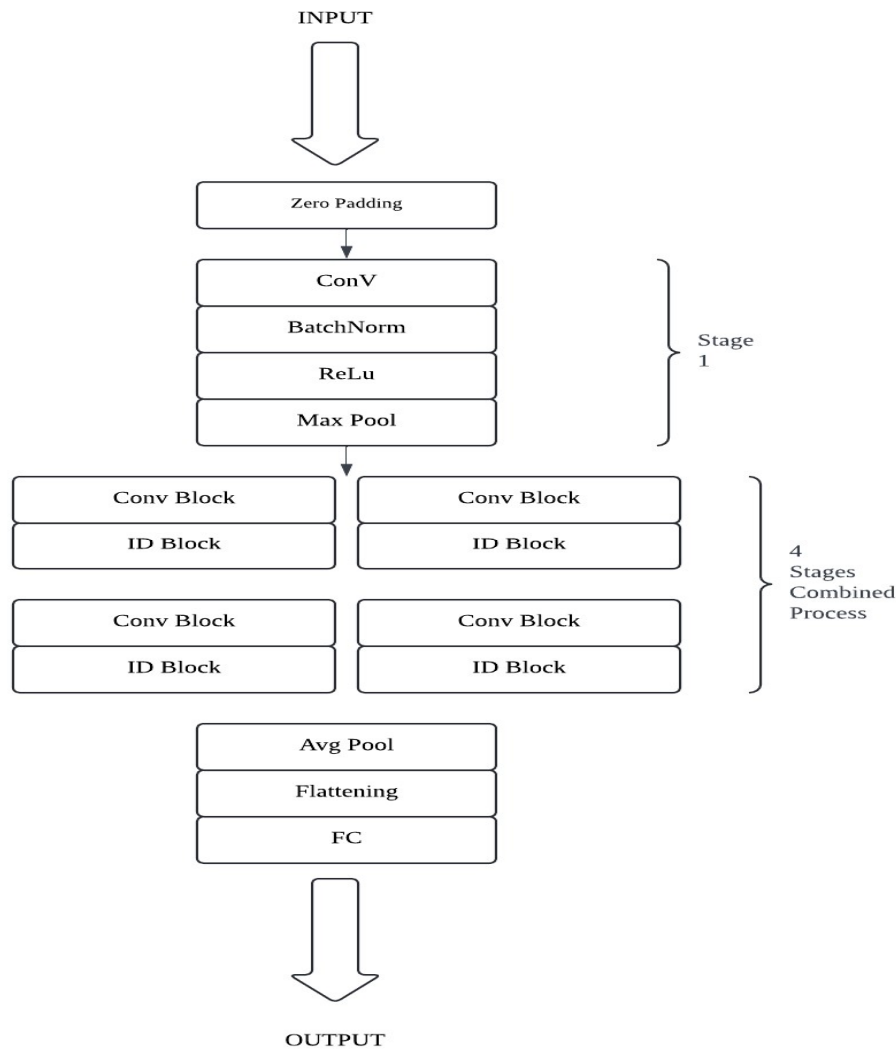 INPUT
Zero Padding
ConV
BatchNorm
ReLu
Max Pool
Stage
1
Conv Block
Conv Block
ID Block
ID Block
Conv Block
Conv Block
ID Block
ID Block
4
Stages
Combined
Process
Avg Pool
Flattening
FC
OUTPUT